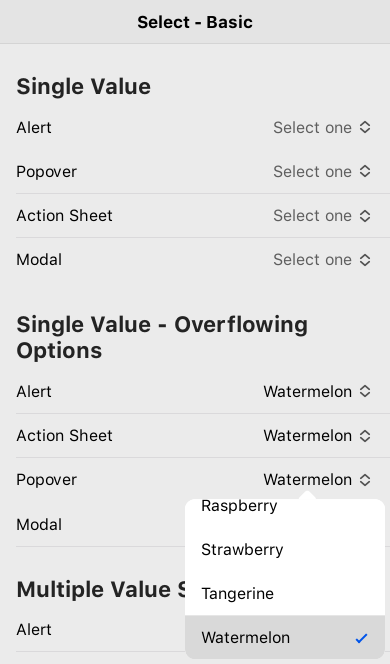 Select - Basic
Single Value
Alert Select one
Popover Select one
Action Sheet Select one
Modal Select one
Single Value - Overflowing
Options
Alert Watermelon
Action Sheet Watermelon
Popover Watermelon
Raspberry
Modal
Strawberry
Tangerine
Multiple Value S
Alert
Watermelon